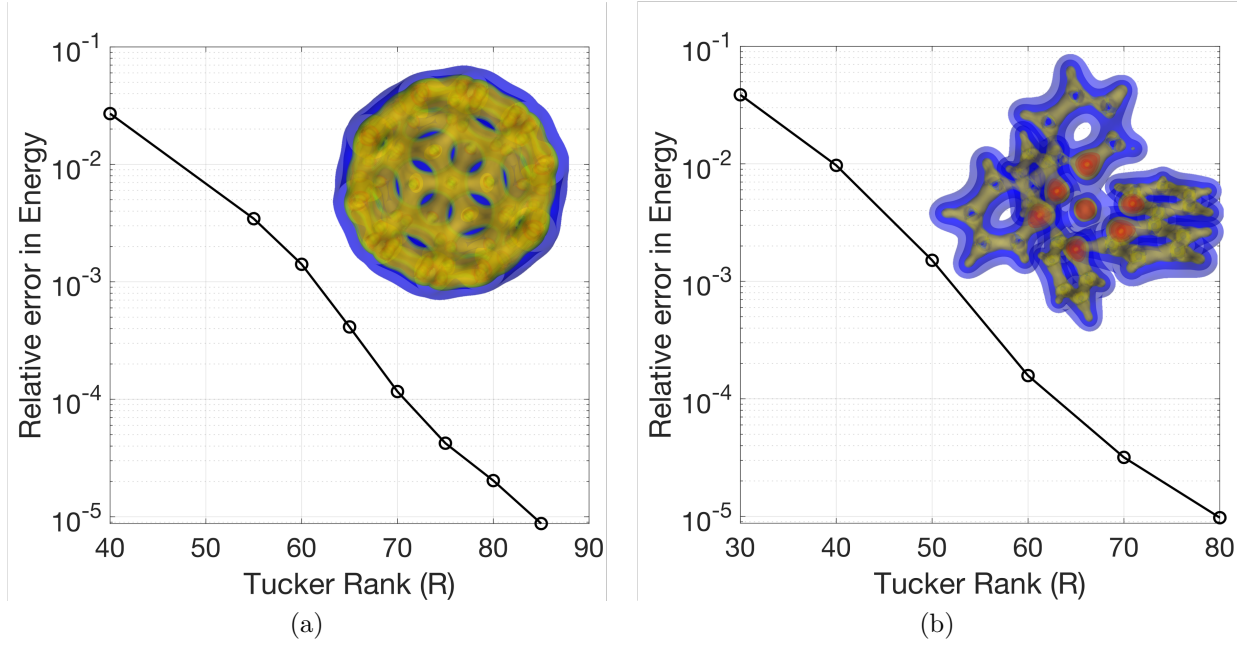 10^-1
10^-2
10^-3
10^-4
10^-5
Relative error in Energy
40 50 60 70 80 90
Tucker Rank (R)
(a)
10^-1
10^-2
10^-3
10^-4
10^-5
Relative error in Energy
30 40 50 60 70 80
Tucker Rank (R)
(b)